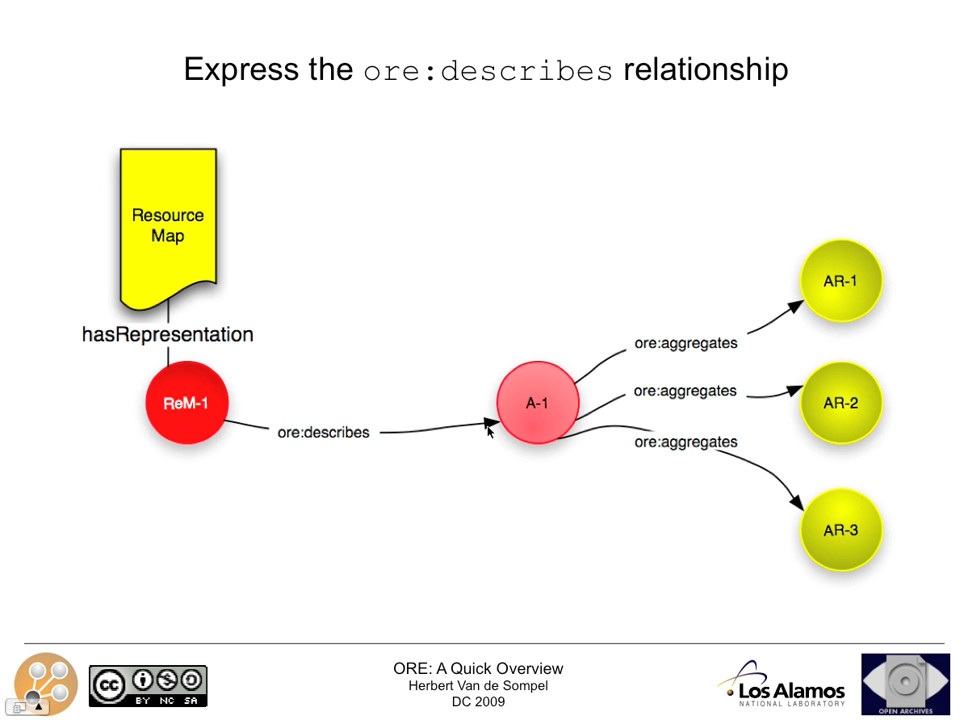 Express the ore:describes relationship
Resource
Map
hasRepresentation
ReM-1
ore:describes
A-1
ore:aggregates
ore:aggregates
ore:aggregates
AR-1
AR-2
AR-3
ORE: A Quick Overview
Herbert Van de Sompel
DC 2009
cc
BY NC SA
Los Alamos
NATIONAL LABORATORY
OPEN ARCHIVES